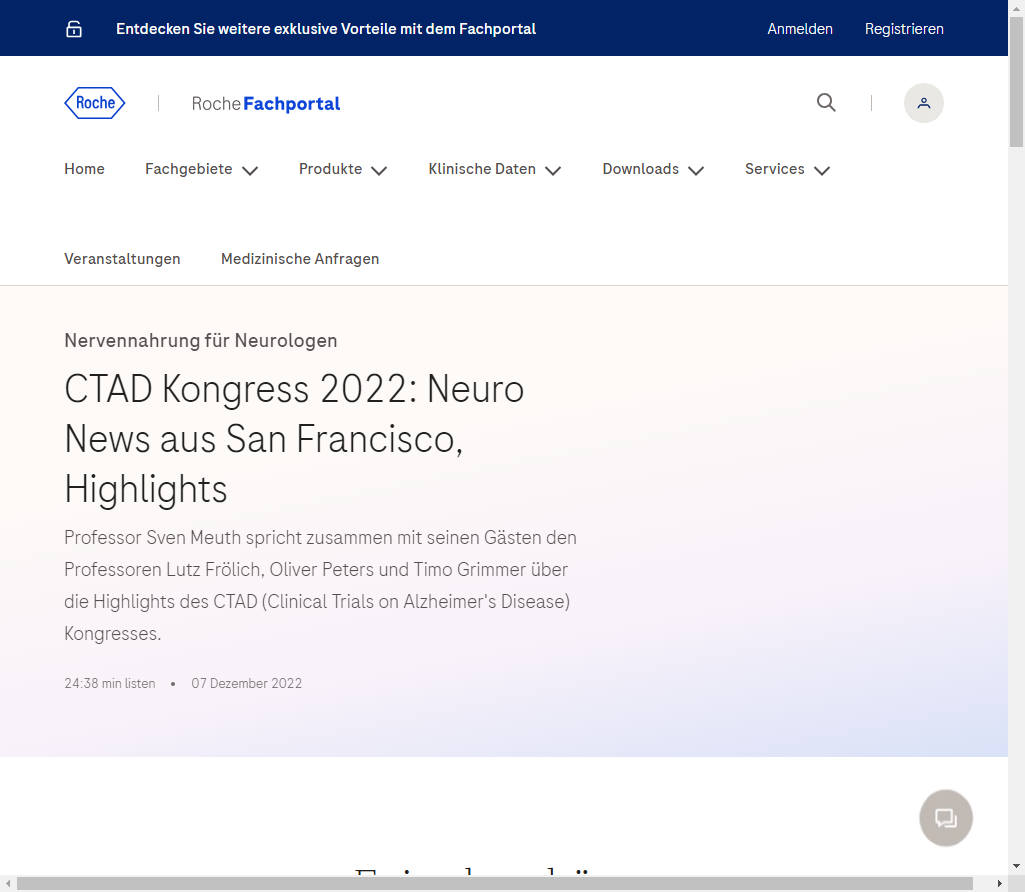 Entdecken Sie weitere exklusive Vorteile mit dem Fachportal
Anmelden
Registrieren
Roche
RocheFachportal
Home
Fachgebiete
Produkte
Klinische Daten
Downloads
Services
Veranstaltungen
Medizinische Anfragen
Nervennahrung für Neurologen
CTAD Kongress 2022: Neuro
News aus San Francisco,
Highlights
Professor Sven Meuth spricht zusammen mit seinen Gästen den
Professoren Lutz Frölich, Oliver Peters und Timo Grimmer über
die Highlights des CTAD (Clinical Trials on Alzheimer's Disease)
Kongresses.
24:38 min listen • 07 Dezember 2022